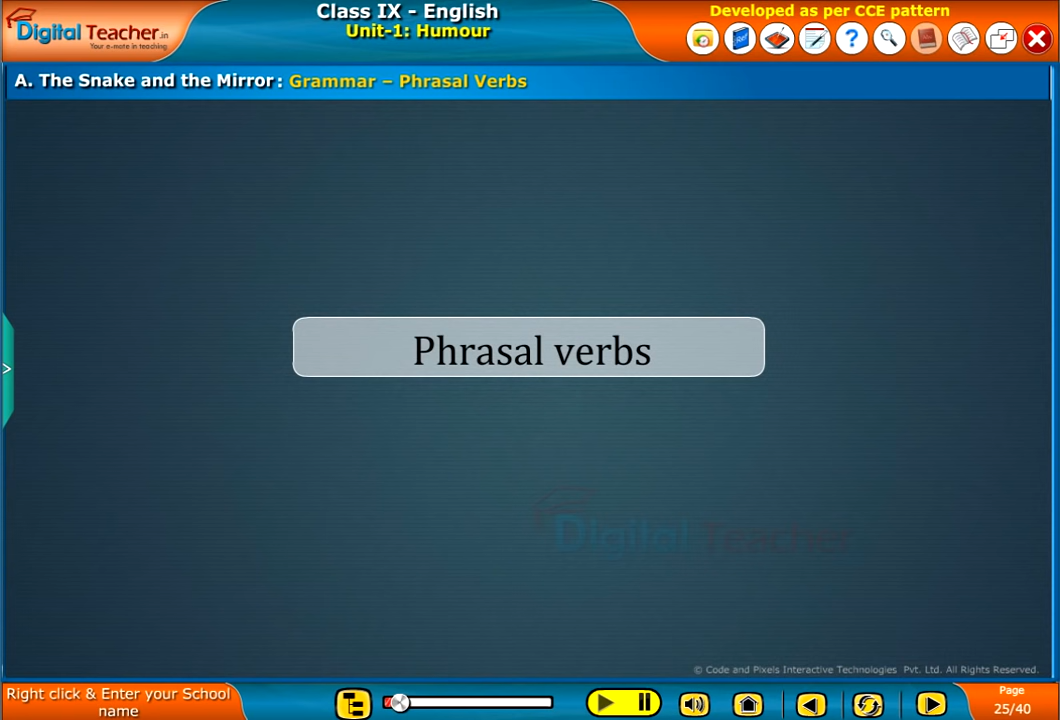 Digital Teacher.in
Your e-mate in teaching
Class IX - English
Unit-1: Humour
Developed as per CCE pattern
A. The Snake and the Mirror : Grammar – Phrasal Verbs
>
Phrasal verbs
Digital Teacher
© Code and Pixels Interactive Technologies Pvt. Ltd. All Rights Reserved.
Right click & Enter your School
name
Page
25/40